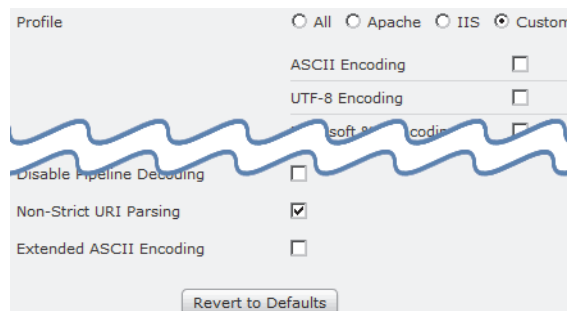 Profile All Apache IIS Custom
ASCII Encoding
UTF-8 Encoding
Disable Pipeline Decoding
Non-Strict URI Parsing
Extended ASCII Encoding
Revert to Defaults